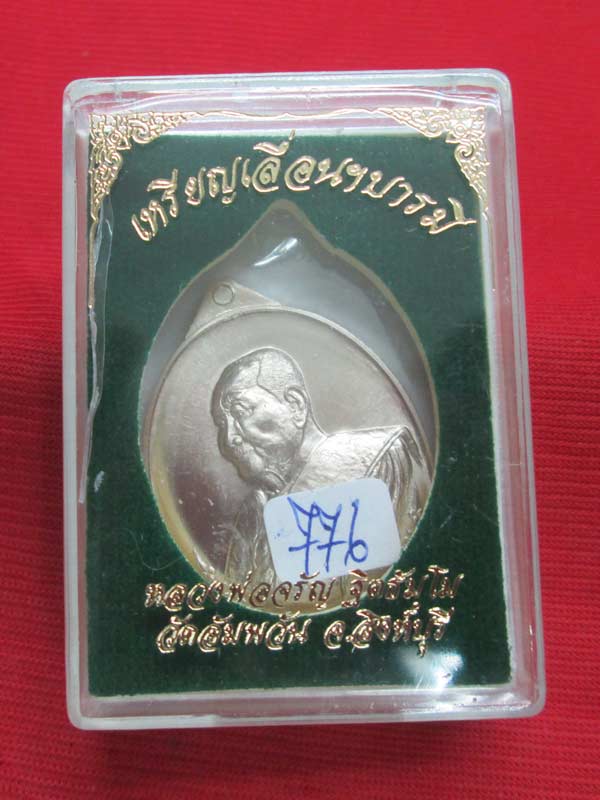 เหรียญเลื่อนฯบารมี
776
หลวงพ่อจรัญ ฐิตธัมโม
วัดอัมพวัน จ.สิงห์บุรี